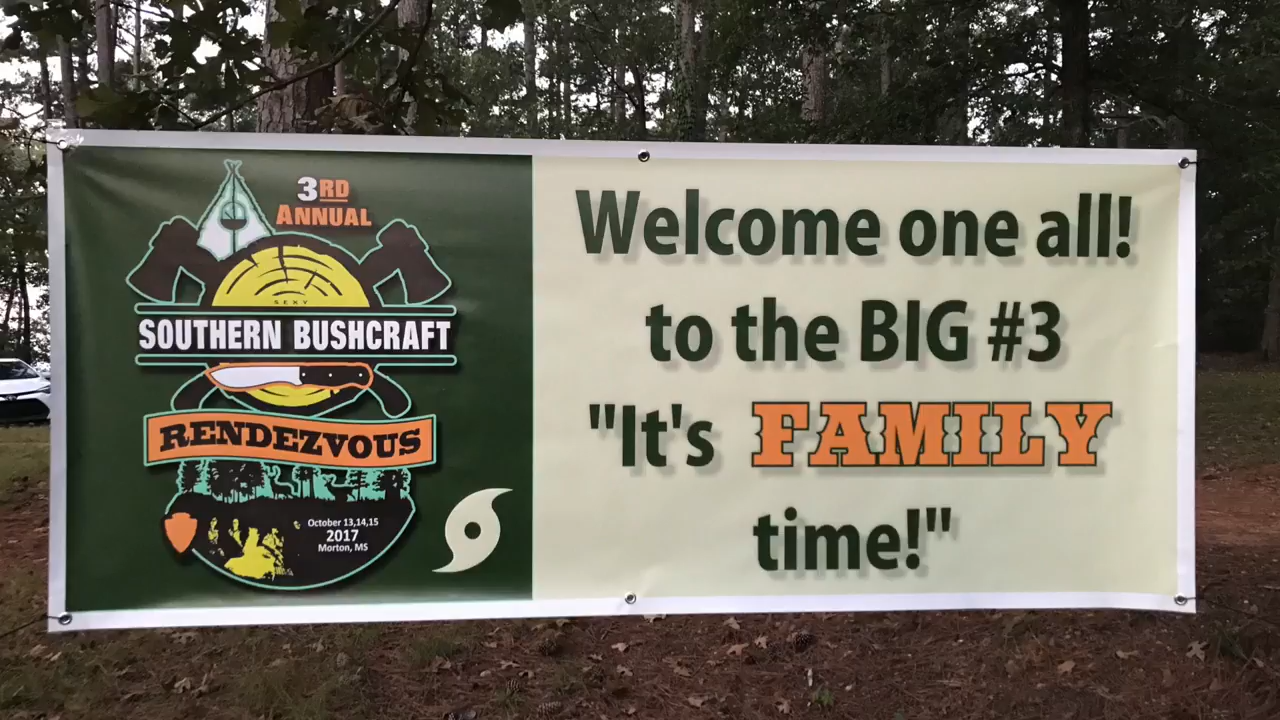 3RD
ANNUAL
SEXY
SOUTHERN BUSHCRAFT
RENDEZVOUS
October 13,14,15
2017
Morton, MS
Welcome one all!
to the BIG #3
"It's FAMILY
time!"